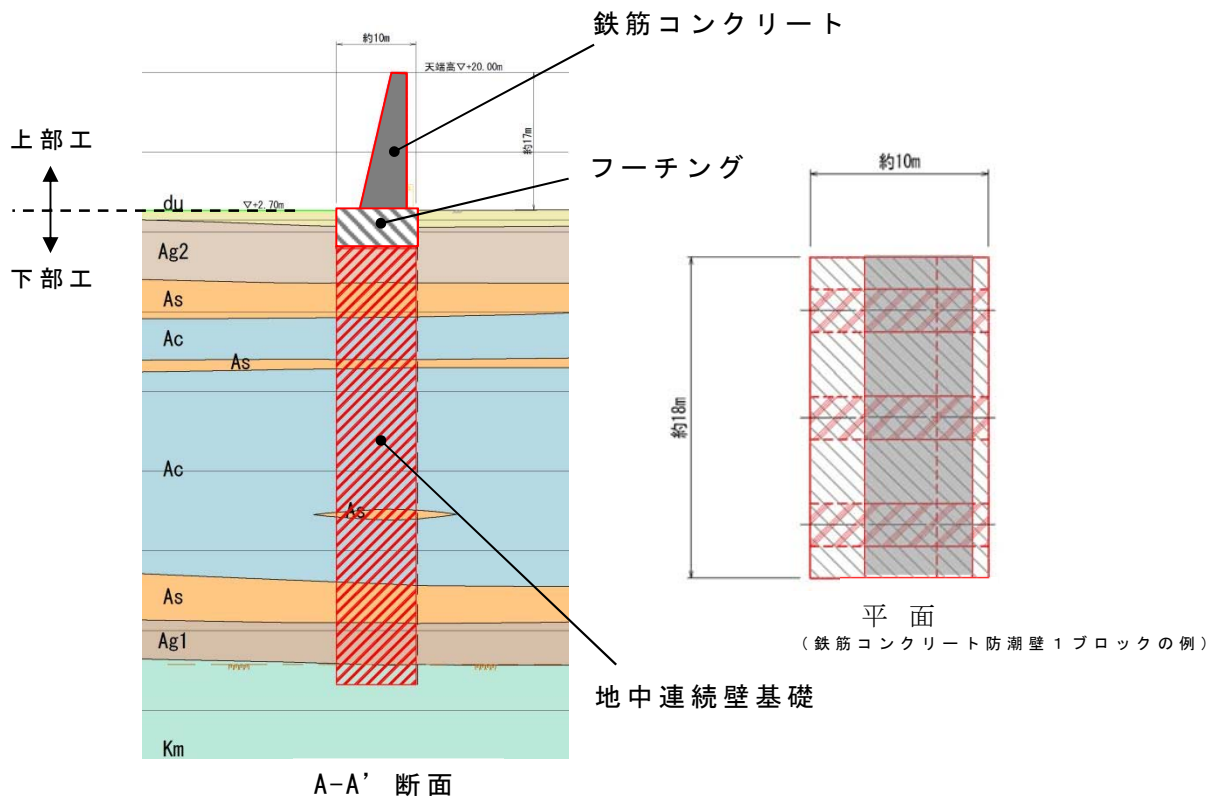 鉄筋コンクリート
約10m
天端高▽+20.00m
約17m
上部工
フーチング
約10m
du
▽+2.70m
Ag2
下部工
As
Ac
As
約18m
Ac
As
As
平 面
Ag1
(鉄筋コンクリート防潮壁1ブロックの例)
地中連続壁基礎
Km
A-A’断面